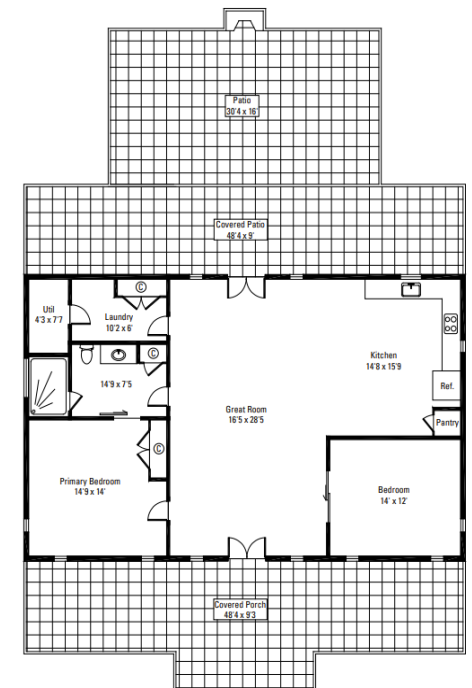 Patio
30'4 x 16'
Covered Patio
48'4 x 9'
C
Util
4'3 x 7'7
Laundry
10'2 x 6'
C
14'9 x 7'5
Kitchen
14'8 x 15'9
Ref.
Great Room
16'5 x 28'5
Pantry
C
Primary Bedroom
14'9 x 14'
Bedroom
14' x 12'
Covered Porch
48'4 x 9'3